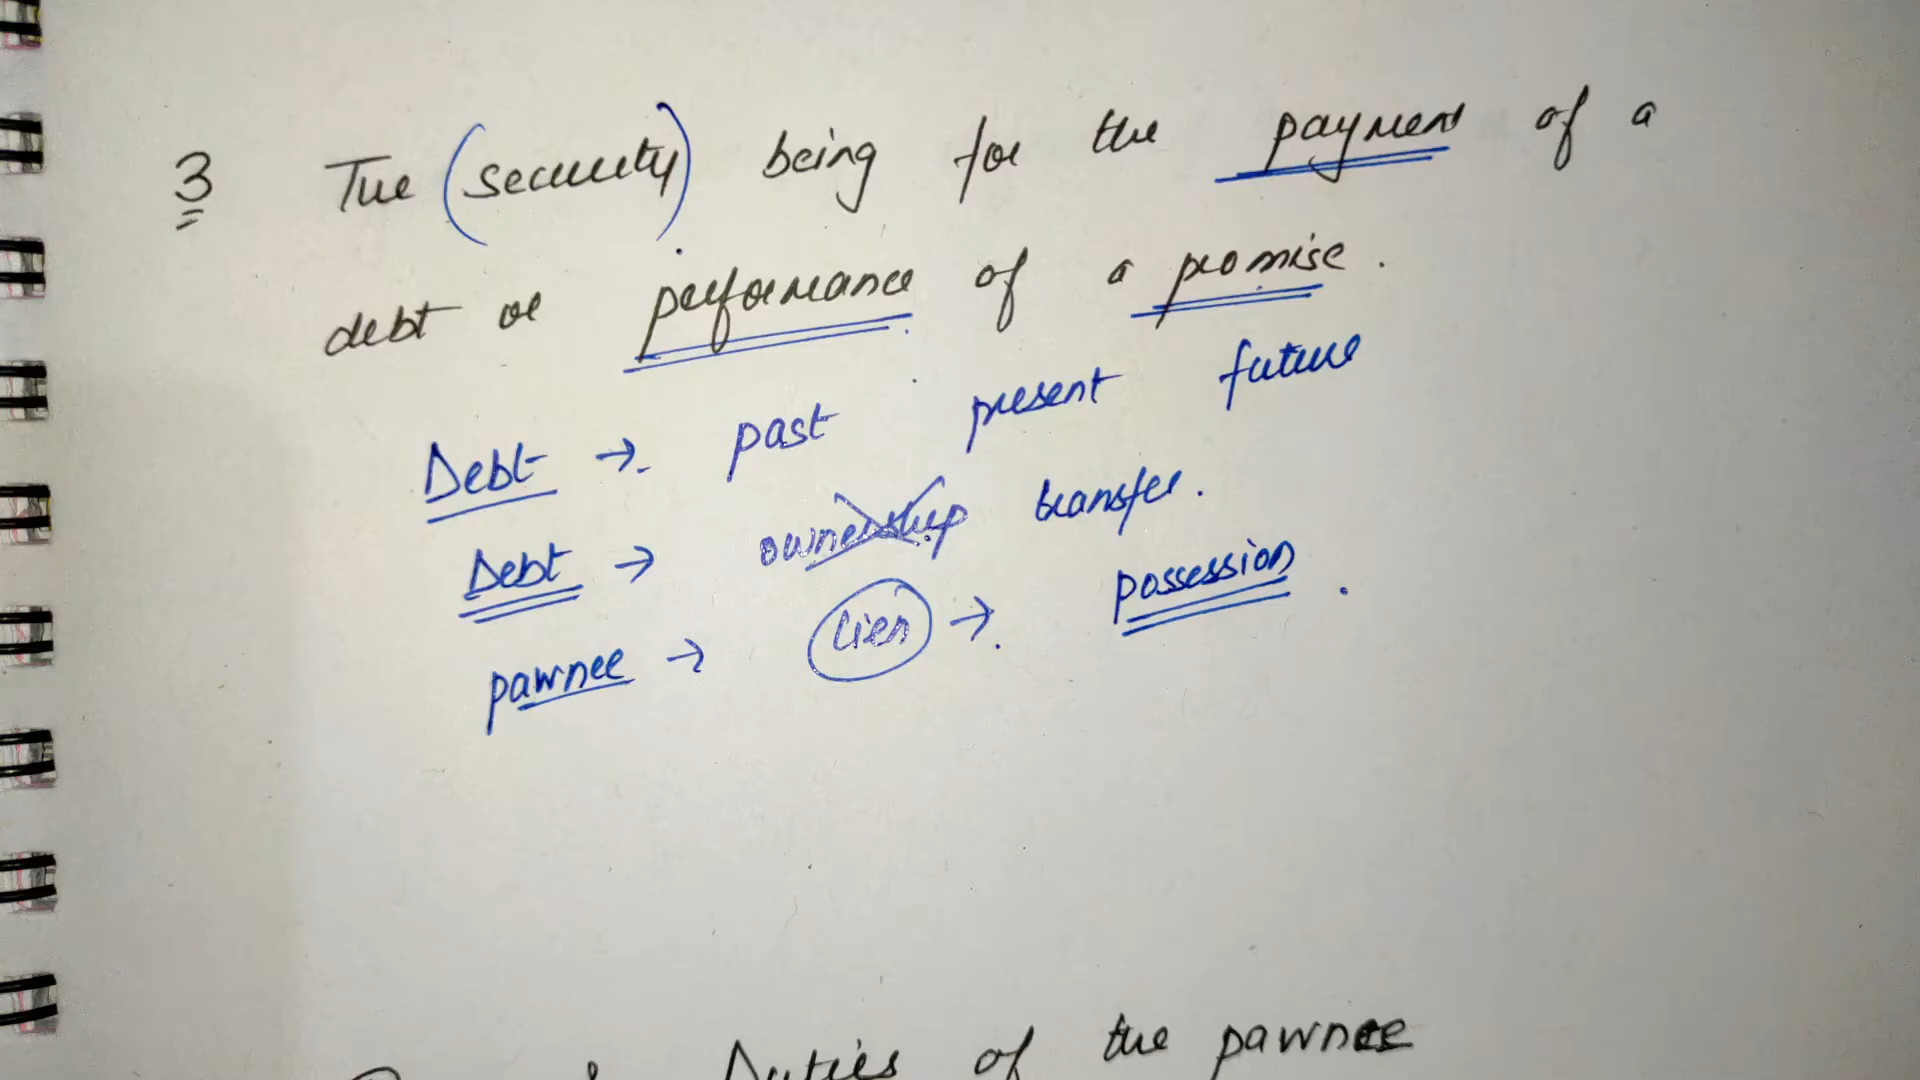 3 The (security) being for the payment of a
debt or performance of a promise.
Debt → past present future
Debt → ownership transfer.
pawnee → lien → possession.
Duties of the pawnee